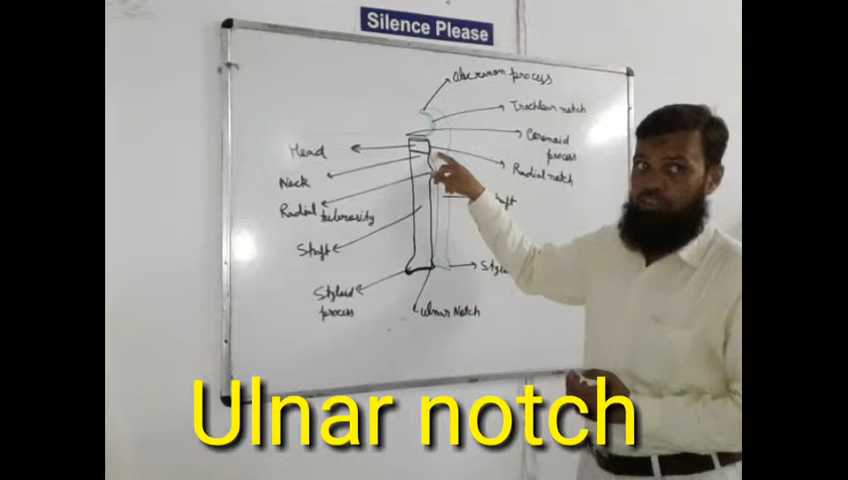 Silence Please
Olecranon process
Trochlear notch
Coronoid
process
Radial notch
Head
Neck
Radial tuberosity
Shaft
Styloid
process
Ulnar Notch
Ulnar notch